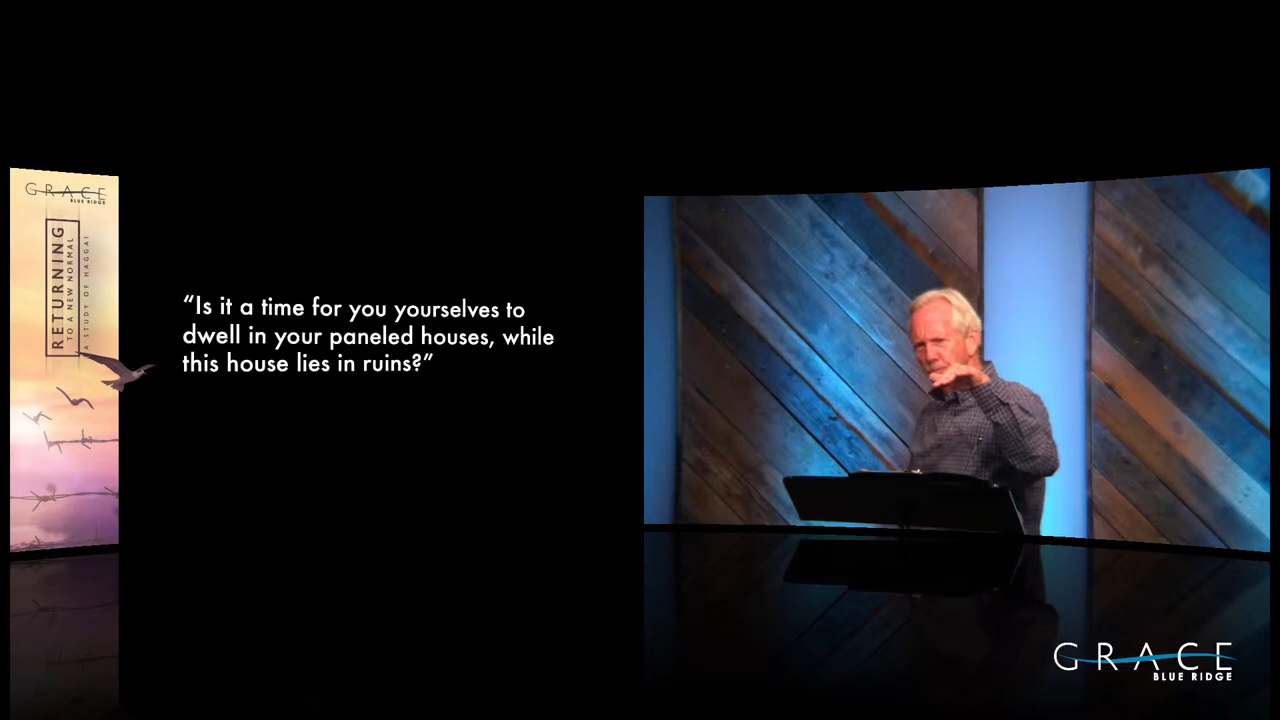 GRACE
BLUE RIDGE
RETURNING
TO A NEW NORMAL
A STUDY OF HAGGAI
“Is it a time for you yourselves to
dwell in your paneled houses, while
this house lies in ruins?”
GRACE
BLUE RIDGE